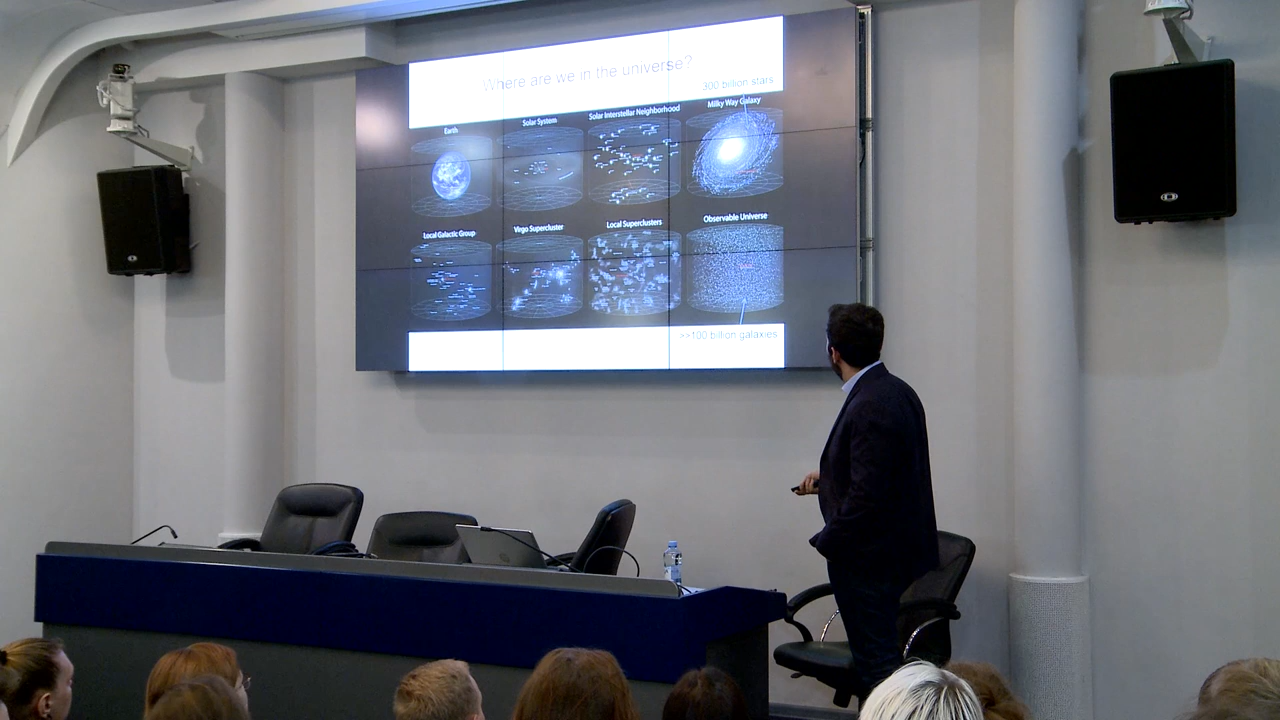 Where are we in the universe?
300 billion stars
Earth
Solar System
Solar Interstellar Neighborhood
Milky Way Galaxy
Local Galactic Group
Virgo Supercluster
Local Superclusters
Observable Universe
>>100 billion galaxies